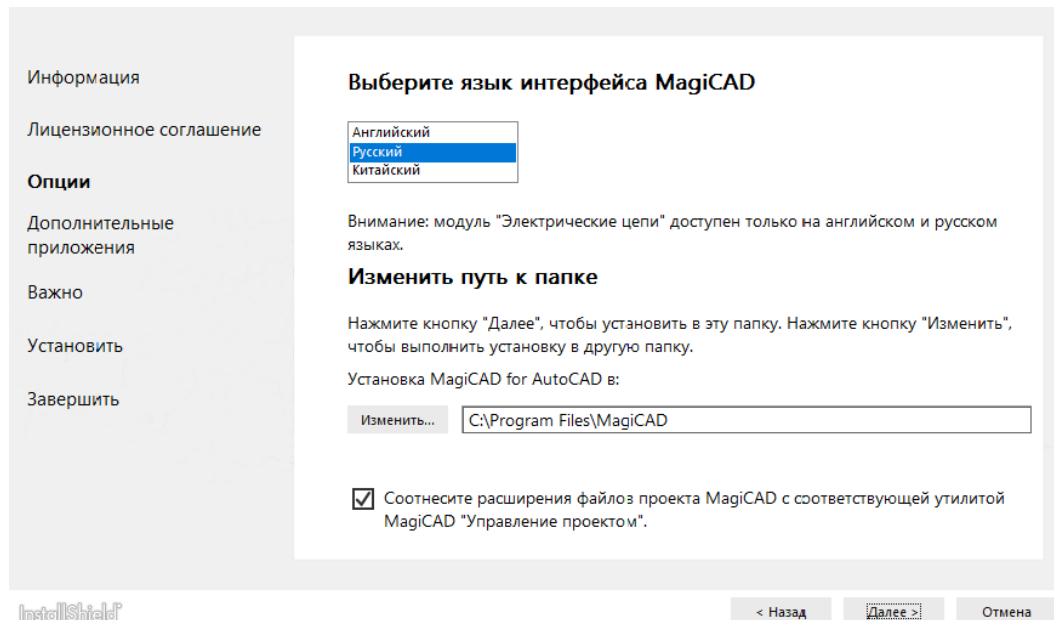 Информация
Лицензионное соглашение
Опции
Дополнительные
приложения
Важно
Установить
Завершить
Выберите язык интерфейса MagiCAD
Английский
Русский
Китайский
Внимание: модуль "Электрические цепи" доступен только на английском и русском
языках.
Изменить путь к папке
Нажмите кнопку "Далее", чтобы установить в эту папку. Нажмите кнопку "Изменить",
чтобы выполнить установку в другую папку.
Установка MagiCAD for AutoCAD в:
Изменить... C:\Program Files\MagiCAD
Соотнесите расширения файлов проекта MagiCAD с соответствующей утилитой
MagiCAD "Управление проектом".
InstallShield
< Назад Далее > Отмена